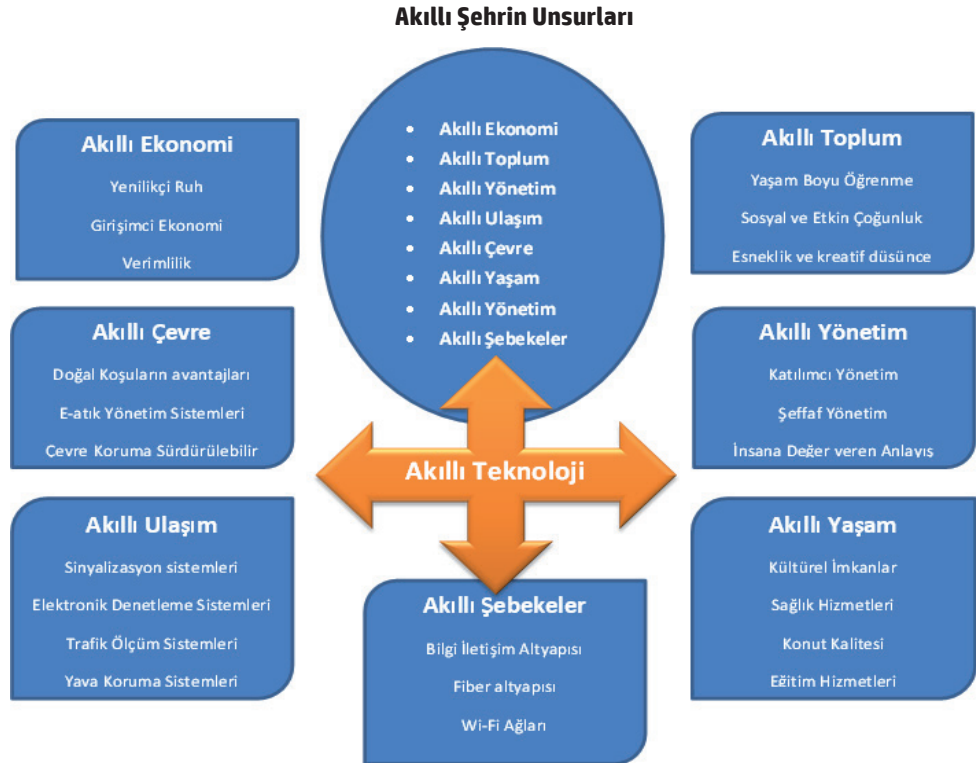 Akıllı Şehrin Unsurları
• Akıllı Ekonomi
• Akıllı Toplum
• Akıllı Yönetim
• Akıllı Ulaşım
• Akıllı Çevre
• Akıllı Yaşam
• Akıllı Yönetim
• Akıllı Şebekeler
Akıllı Ekonomi
Yenilikçi Ruh
Girişimci Ekonomi
Verimlilik
Akıllı Toplum
Yaşam Boyu Öğrenme
Sosyal ve Etkin Çoğunluk
Esneklik ve kreatif düsünce
Akıllı Çevre
Doğal Koşuların avantajları
E-atık Yönetim Sistemleri
Çevre Koruma Sürdürülebilir
Akıllı Yönetim
Katılımcı Yönetim
Şeffaf Yönetim
İnsana Değer veren Anlayış
Akıllı Teknoloji
Akıllı Ulaşım
Sinyalizasyon sistemleri
Elektronik Denetleme Sistemleri
Trafik Ölçüm Sistemleri
Yava Koruma Sistemleri
Akıllı Şebekeler
Bilgi İletişim Altyapısı
Fiber altyapısı
Wi-Fi Ağları
Akıllı Yaşam
Kültürel İmkanlar
Sağlık Hizmetleri
Konut Kalitesi
Eğitim Hizmetleri